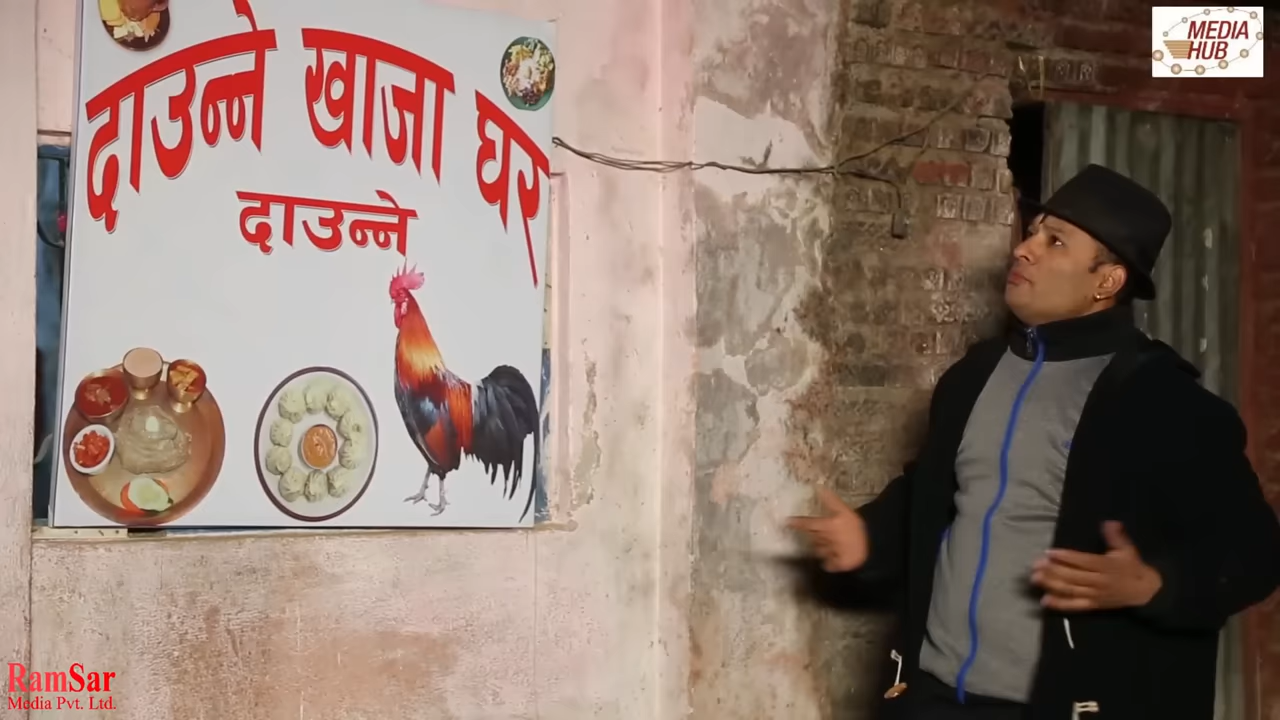 दाउन्ने खाजा घर
दाउन्ने
MEDIA
HUB
RamSar
Media Pvt. Ltd.